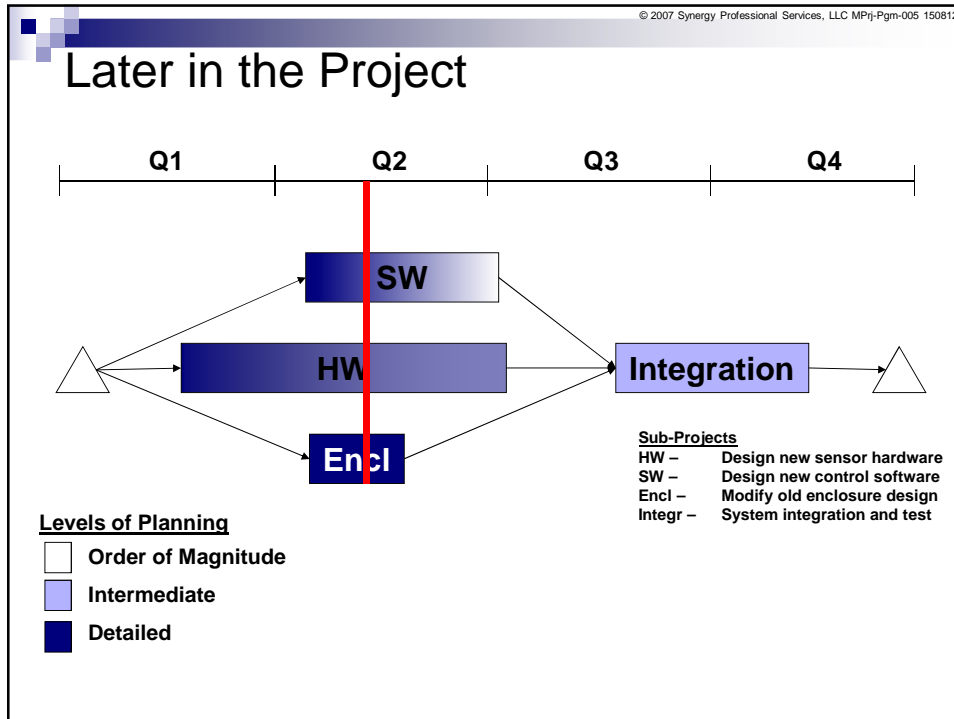 © 2007 Synergy Professional Services, LLC MPrj-Pgm-005 150812
Later in the Project
Q1 Q2 Q3 Q4
SW
HW
Integration
Encl
Sub-Projects
HW – Design new sensor hardware
SW – Design new control software
Encl – Modify old enclosure design
Integr – System integration and test
Levels of Planning
Order of Magnitude
Intermediate
Detailed